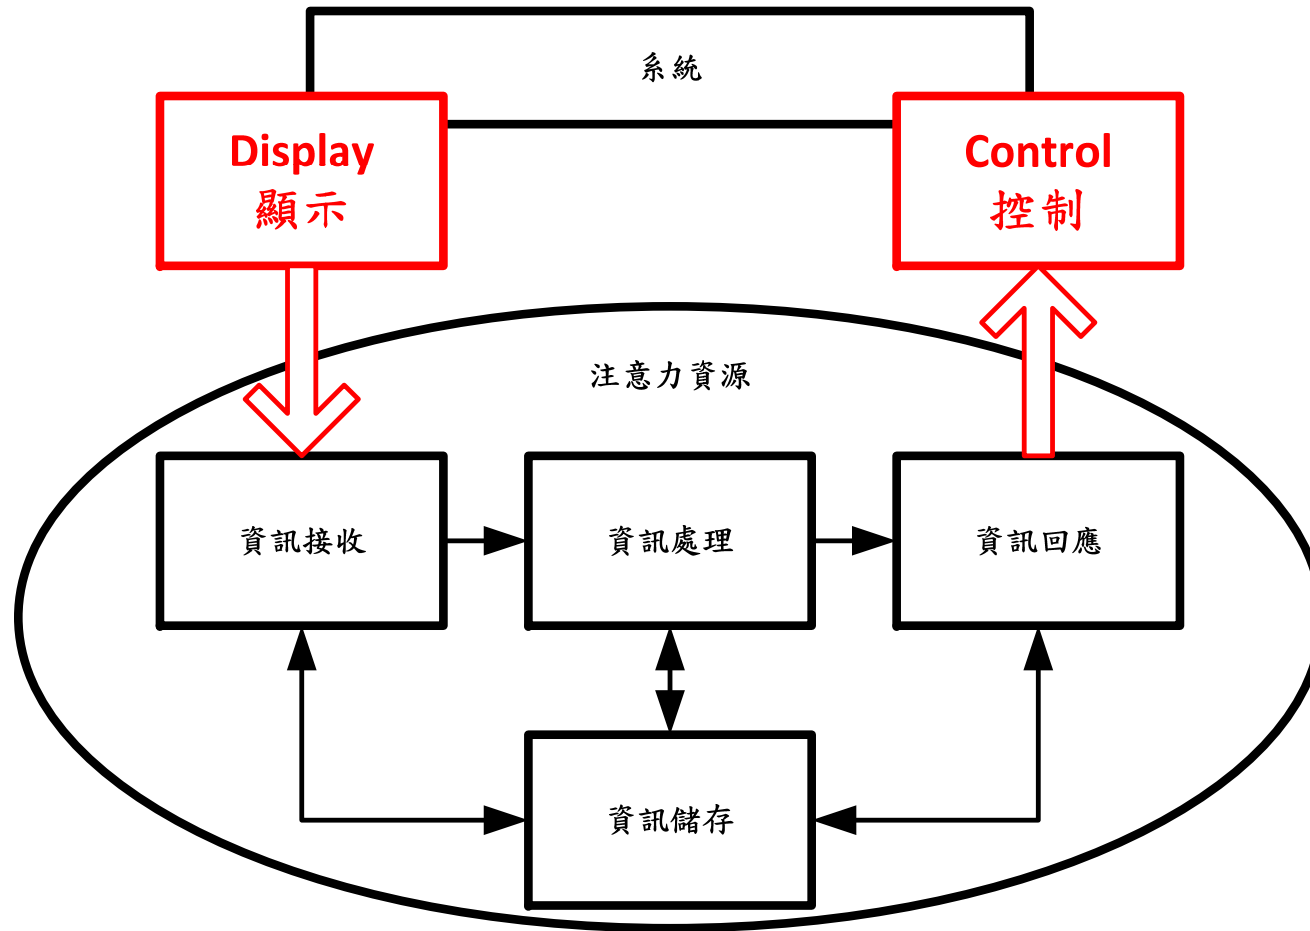 系統
Display
顯示
Control
控制
注意力資源
資訊接收
資訊處理
資訊回應
資訊儲存